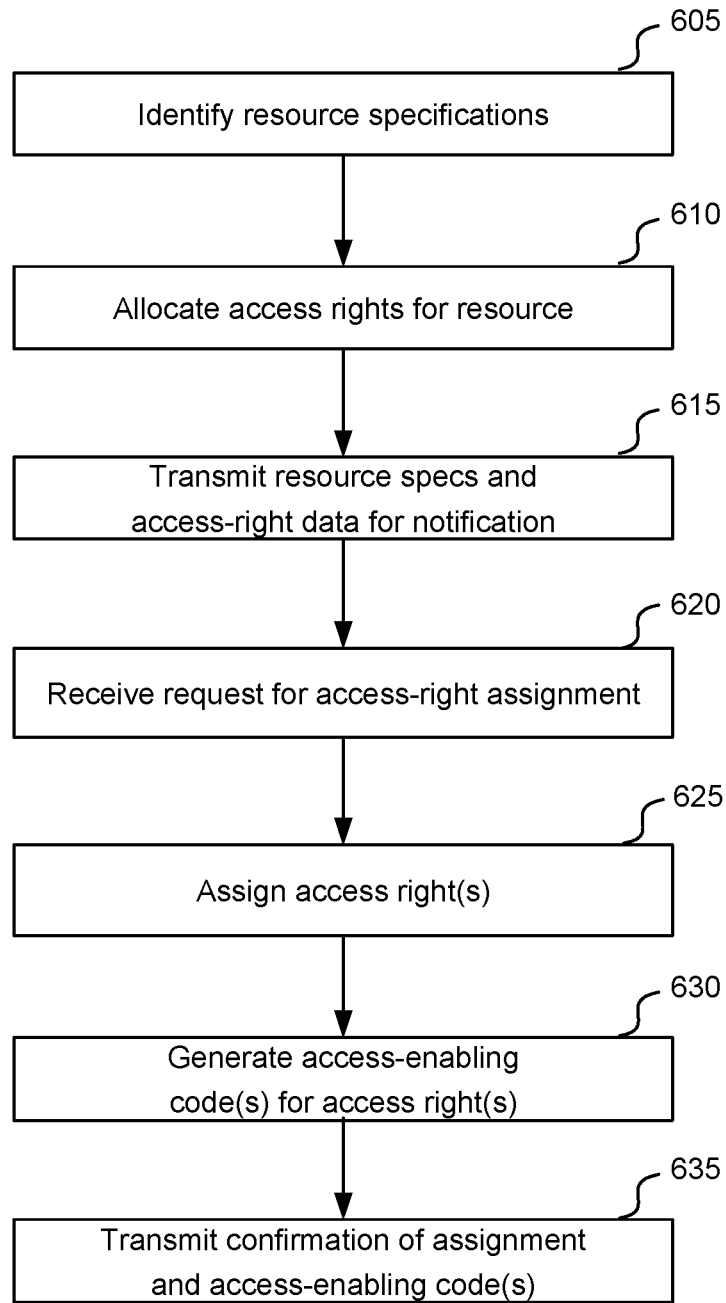 605
Identify resource specifications
610
Allocate access rights for resource
615
Transmit resource specs and
access-right data for notification
620
Receive request for access-right assignment
625
Assign access right(s)
630
Generate access-enabling
code(s) for access right(s)
635
Transmit confirmation of assignment
and access-enabling code(s)